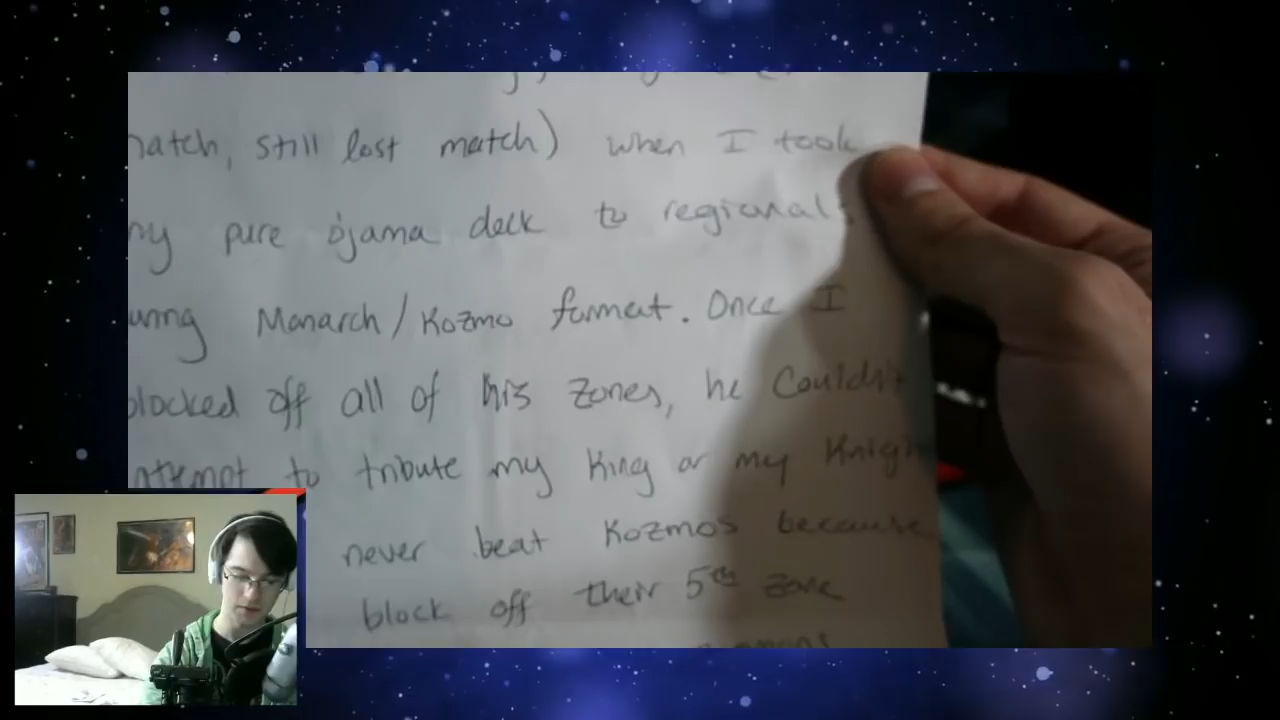 match, still lost match) when I took
my pure ojama deck to regionals
Monarch/Kozmo format. Once I
blocked off all of his zones, he couldn't
attempt to tribute my King or my Knight
never beat Kozmos because
block off their 5th zone